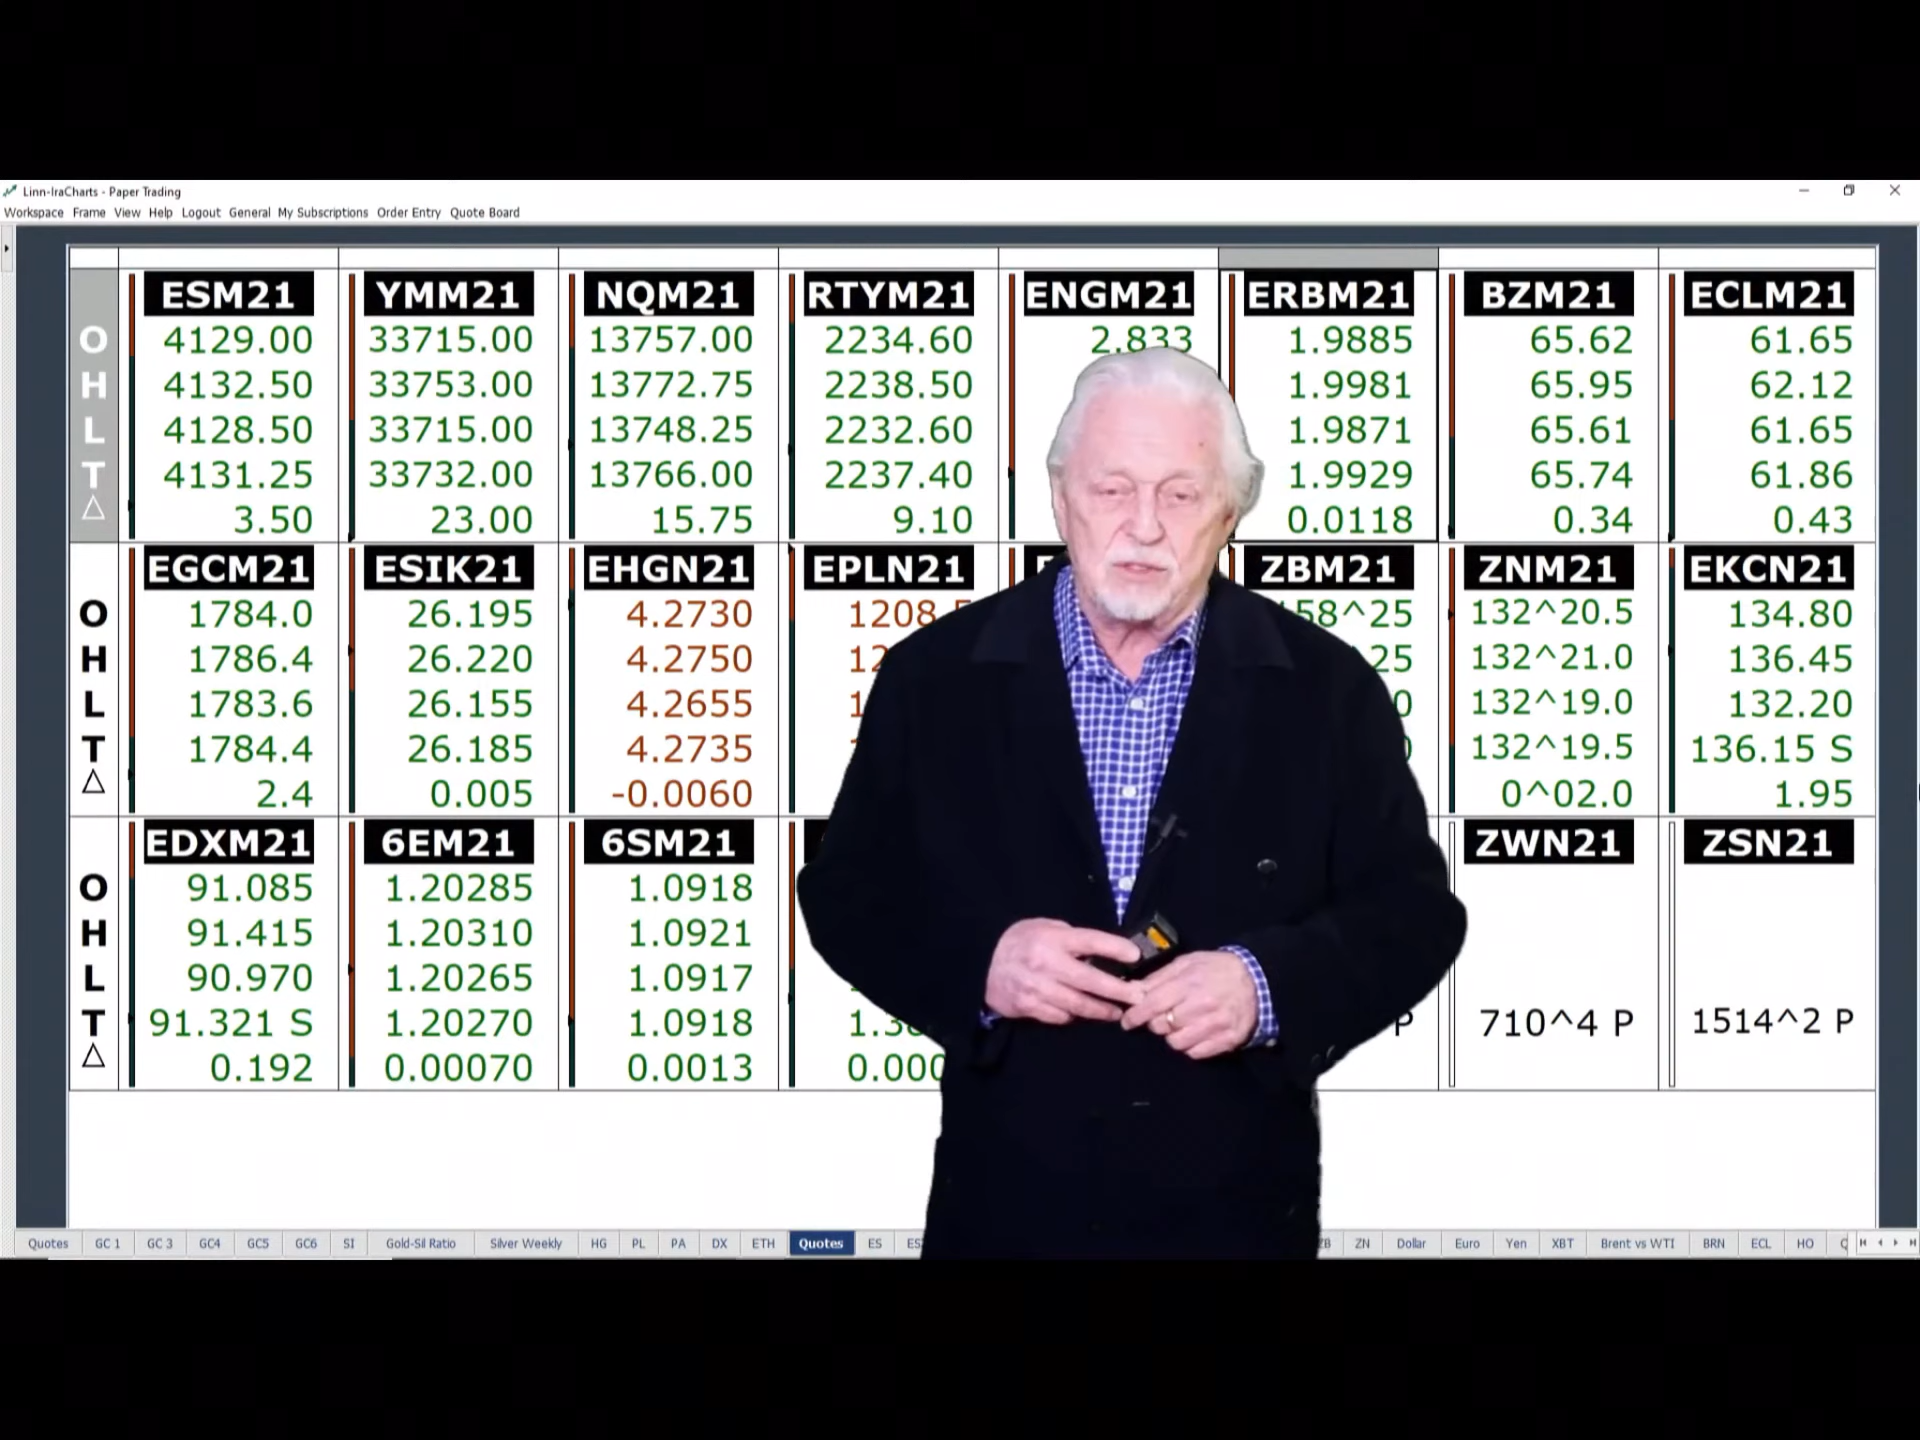 Linn-IraCharts - Paper Trading
Workspace Frame View Help Logout General My Subscriptions Order Entry Quote Board
ESM21 YMM21 NQM21 RTYM21 ENGM21 ERBM21 BZM21 ECLM21
O 4129.00 33715.00 13757.00 2234.60 2.833 1.9885 65.62 61.65
H 4132.50 33753.00 13772.75 2238.50 1.9981 65.95 62.12
L 4128.50 33715.00 13748.25 2232.60 1.9871 65.61 61.65
T 4131.25 33732.00 13766.00 2237.40 1.9929 65.74 61.86
△ 3.50 23.00 15.75 9.10 0.0118 0.34 0.43
EGCM21 ESIK21 EHGN21 EPLN21 ZBM21 ZNM21 EKCN21
O 1784.0 26.195 4.2730 132^20.5 134.80
H 1786.4 26.220 4.2750 132^21.0 136.45
L 1783.6 26.155 4.2655 132^19.0 132.20
T 1784.4 26.185 4.2735 132^19.5 136.15 S
△ 2.4 0.005 -0.0060 0^02.0 1.95
EDXM21 6EM21 6SM21 ZWN21 ZSN21
O 91.085 1.20285 1.0918
H 91.415 1.20310 1.0921
L 90.970 1.20265 1.0917
T 91.321 S 1.20270 1.0918 P 710^4 P 1514^2 P
△ 0.192 0.00070 0.0013
Quotes GC 1 GC 3 GC4 GC5 GC6 SI Gold-Sil Ratio Silver Weekly HG PL PA DX ETH Quotes ES ZN Dollar Euro Yen XBT Brent vs WTI BRN ECL HO